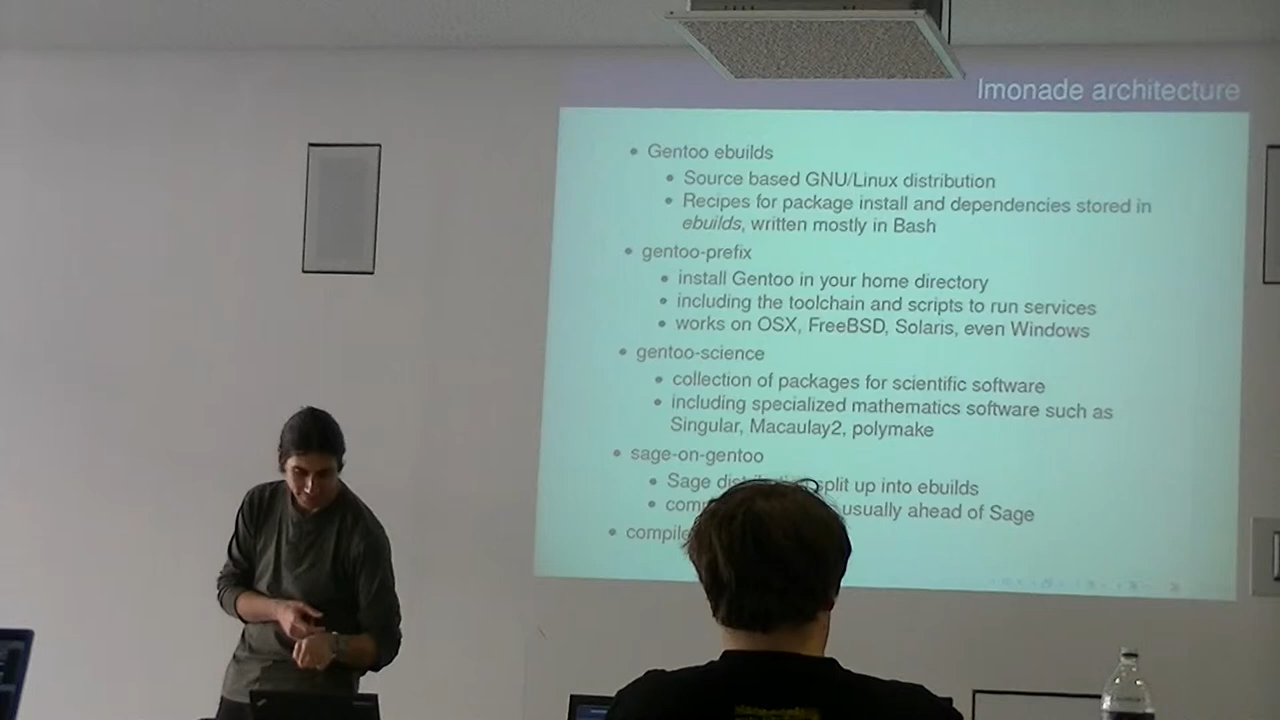 lmonade architecture
• Gentoo ebuilds
• Source based GNU/Linux distribution
• Recipes for package install and dependencies stored in
ebuilds, written mostly in Bash
• gentoo-prefix
• install Gentoo in your home directory
• including the toolchain and scripts to run services
• works on OSX, FreeBSD, Solaris, even Windows
• gentoo-science
• collection of packages for scientific software
• including specialized mathematics software such as
Singular, Macaulay2, polymake
• sage-on-gentoo
• Sage split up into ebuilds
• usually ahead of Sage
•